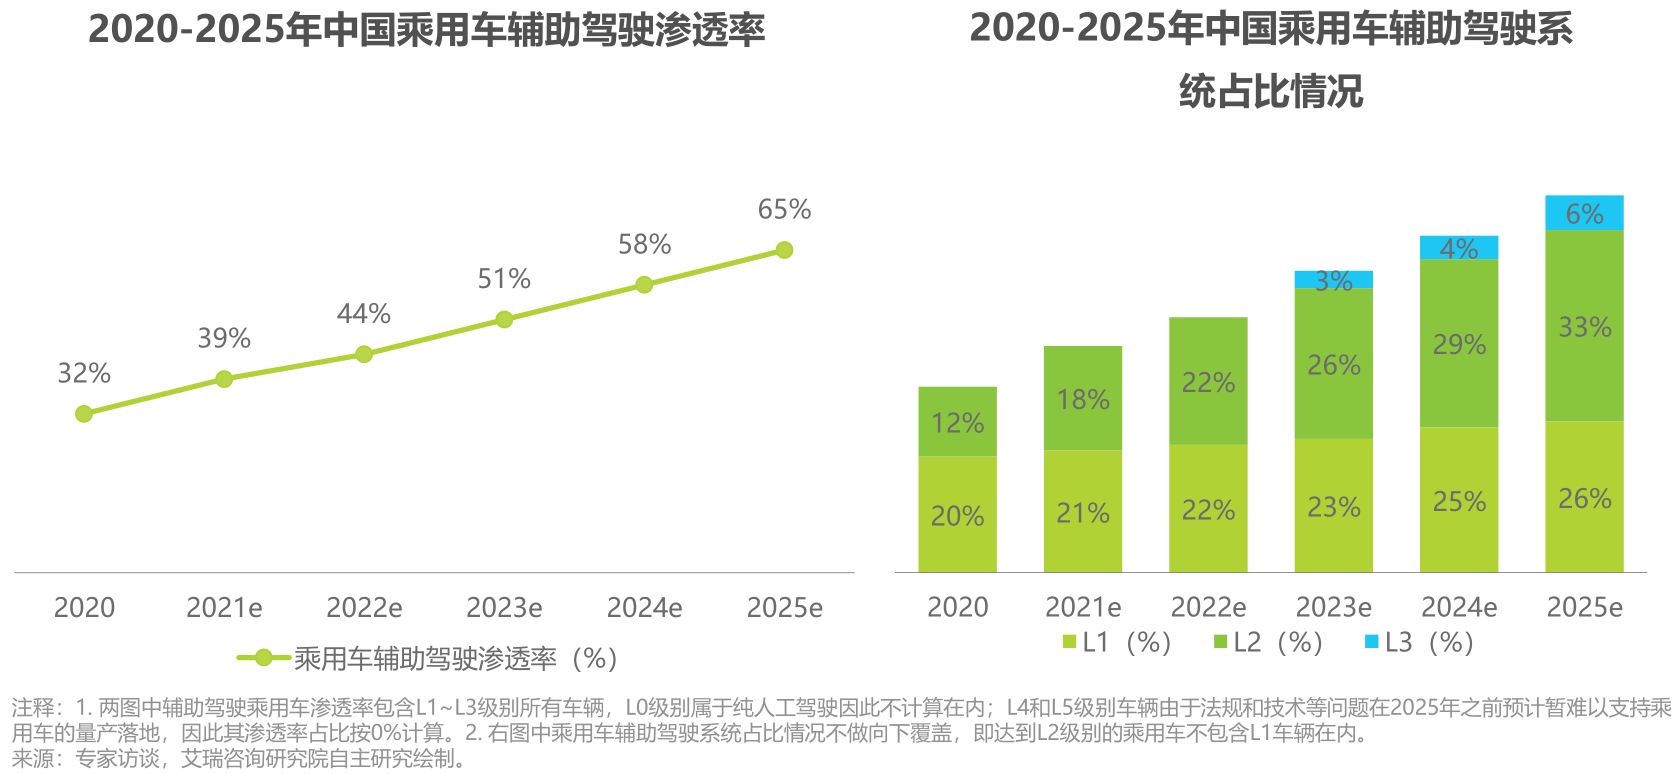 2020-2025年中国乘用车辅助驾驶渗透率
32%
39%
44%
51%
58%
65%
2020 2021e 2022e 2023e 2024e 2025e
乘用车辅助驾驶渗透率（%）
2020-2025年中国乘用车辅助驾驶系
统占比情况
6%
4%
3%
12% 18% 22% 26% 29% 33%
20% 21% 22% 23% 25% 26%
2020 2021e 2022e 2023e 2024e 2025e
L1（%） L2（%） L3（%）
注释：1. 两图中辅助驾驶乘用车渗透率包含L1~L3级别所有车辆，L0级别属于纯人工驾驶因此不计算在内；L4和L5级别车辆由于法规和技术等问题在2025年之前预计暂难以支持乘
用车的量产落地，因此其渗透率占比按0%计算。2. 右图中乘用车辅助驾驶系统占比情况不做向下覆盖，即达到L2级别的乘用车不包含L1车辆在内。
来源：专家访谈，艾瑞咨询研究院自主研究绘制。